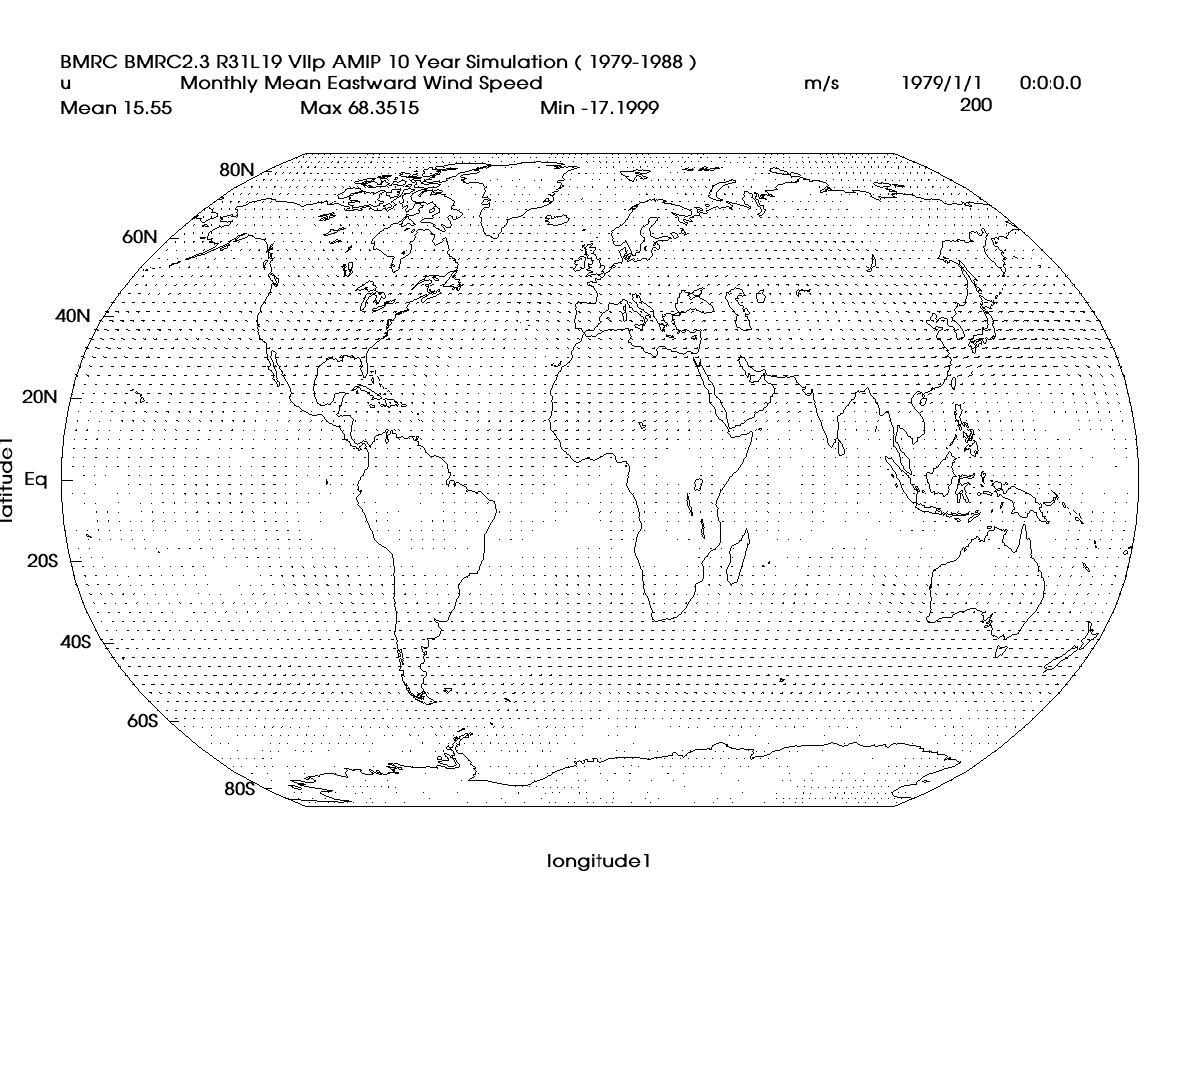 BMRC BMRC2.3 R31L19 VIIp AMIP 10 Year Simulation ( 1979-1988 )
u Monthly Mean Eastward Wind Speed m/s 1979/1/1 0:0:0.0
Mean 15.55 Max 68.3515 Min -17.1999 200
80N
60N
40N
20N
latitude1
Eq
20S
40S
60S
80S
longitude1